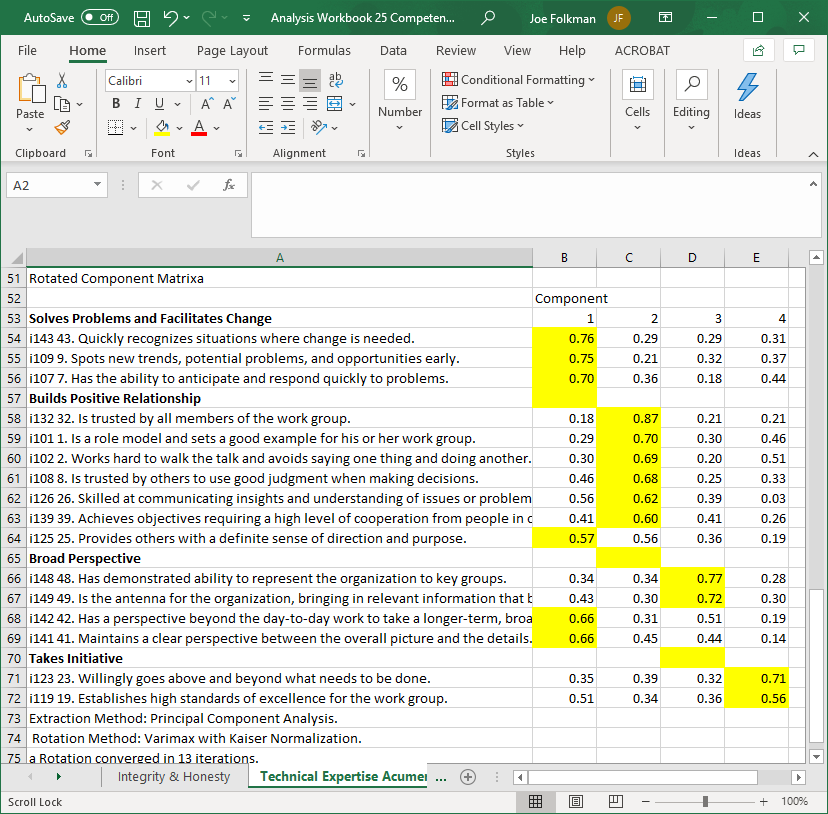 AutoSave Off Analysis Workbook 25 Competen... Joe Folkman JF
File Home Insert Page Layout Formulas Data Review View Help ACROBAT
Calibri 11
Paste B I U A A Number Conditional Formatting Format as Table Cell Styles Cells Editing Ideas
Clipboard Font Alignment Styles Ideas
A2 fx
A B C D E
51 Rotated Component Matrixa
52 Component
53 Solves Problems and Facilitates Change 1 2 3 4
54 i143 43. Quickly recognizes situations where change is needed. 0.76 0.29 0.29 0.31
55 i109 9. Spots new trends, potential problems, and opportunities early. 0.75 0.21 0.32 0.37
56 i107 7. Has the ability to anticipate and respond quickly to problems. 0.70 0.36 0.18 0.44
57 Builds Positive Relationship
58 i132 32. Is trusted by all members of the work group. 0.18 0.87 0.21 0.21
59 i101 1. Is a role model and sets a good example for his or her work group. 0.29 0.70 0.30 0.46
60 i102 2. Works hard to walk the talk and avoids saying one thing and doing another. 0.30 0.69 0.20 0.51
61 i108 8. Is trusted by others to use good judgment when making decisions. 0.46 0.68 0.25 0.33
62 i126 26. Skilled at communicating insights and understanding of issues or problem 0.56 0.62 0.39 0.03
63 i139 39. Achieves objectives requiring a high level of cooperation from people in 0.41 0.60 0.41 0.26
64 i125 25. Provides others with a definite sense of direction and purpose. 0.57 0.56 0.36 0.19
65 Broad Perspective
66 i148 48. Has demonstrated ability to represent the organization to key groups. 0.34 0.34 0.77 0.28
67 i149 49. Is the antenna for the organization, bringing in relevant information that 0.43 0.30 0.72 0.30
68 i142 42. Has a perspective beyond the day-to-day work to take a longer-term, broa 0.66 0.31 0.51 0.19
69 i141 41. Maintains a clear perspective between the overall picture and the details. 0.66 0.45 0.44 0.14
70 Takes Initiative
71 i123 23. Willingly goes above and beyond what needs to be done. 0.35 0.39 0.32 0.71
72 i119 19. Establishes high standards of excellence for the work group. 0.51 0.34 0.36 0.56
73 Extraction Method: Principal Component Analysis.
74 Rotation Method: Varimax with Kaiser Normalization.
75 a Rotation converged in 13 iterations.
Integrity & Honesty Technical Expertise Acumen ...
Scroll Lock 100%